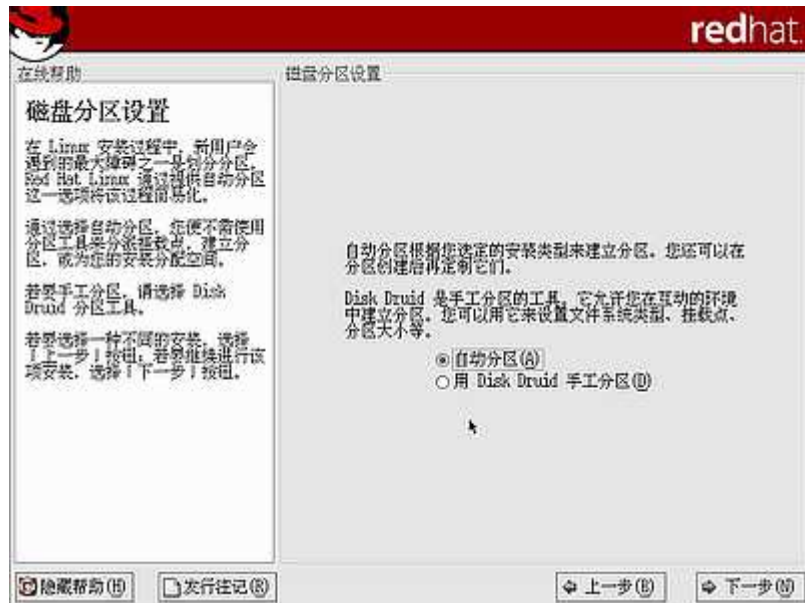 redhat.
在线帮助
磁盘分区设置
磁盘分区设置
在 Linux 安装过程中，新用户会
遇到的最大障碍之一是划分分区。
Red Hat Linux 通过提供自动分区
这一选项将该过程简易化。
通过选择自动分区，您便不需使用
分区工具来分派挂载点、建立分
区、或为您的安装分配空间。
若要手工分区，请选择 Disk
Druid 分区工具。
若要选择一种不同的安装，选择
「上一步」按钮；若要继续进行该
项安装，选择「下一步」按钮。
自动分区根据您选定的安装类型来建立分区。您还可以在
分区创建后再定制它们。
Disk Druid 是手工分区的工具。它允许您在互动的环境
中建立分区。您可以用它来设置文件系统类型、挂载点、
分区大小等。
自动分区(A)
用 Disk Druid 手工分区(D)
隐藏帮助(H)
发行注记(R)
上一步(B)
下一步(N)